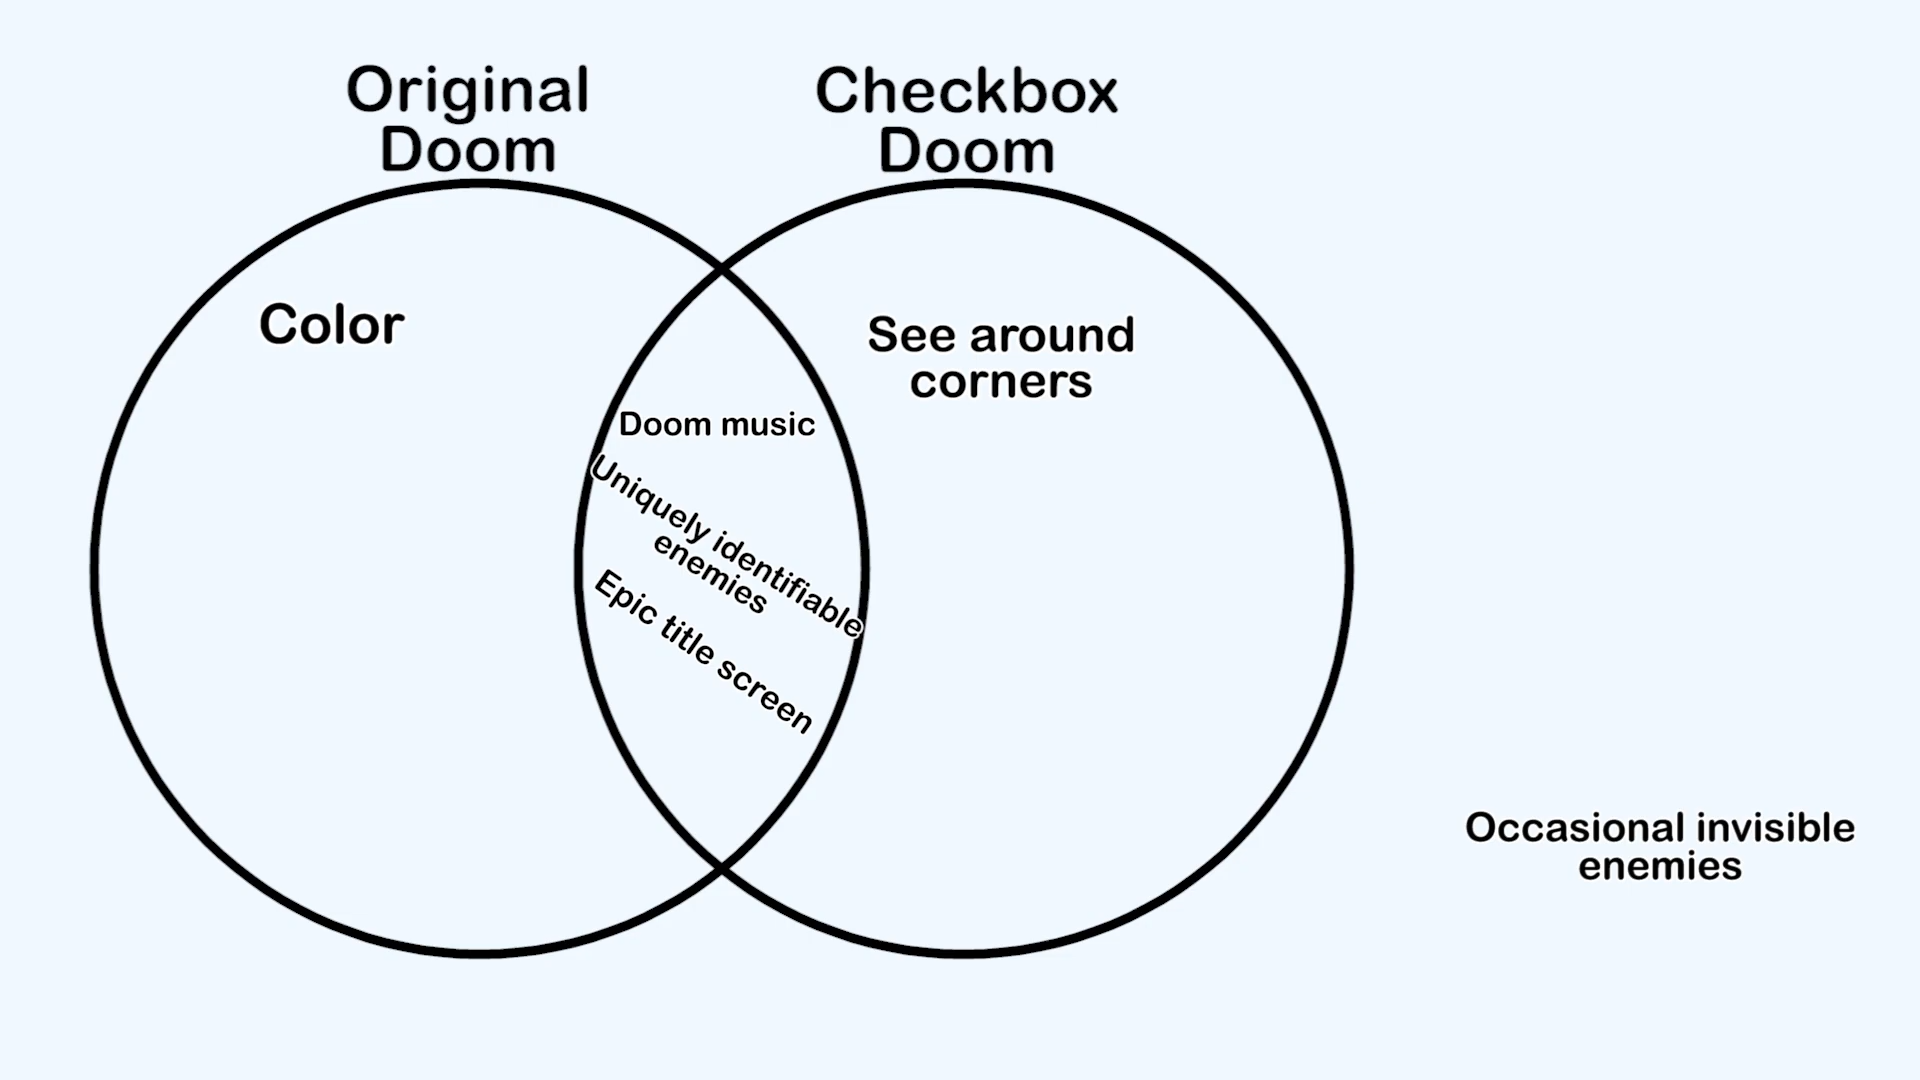 Original
Doom
Checkbox
Doom
Color
See around
corners
Doom music
Uniquely identifiable
enemies
Epic title screen
Occasional invisible
enemies